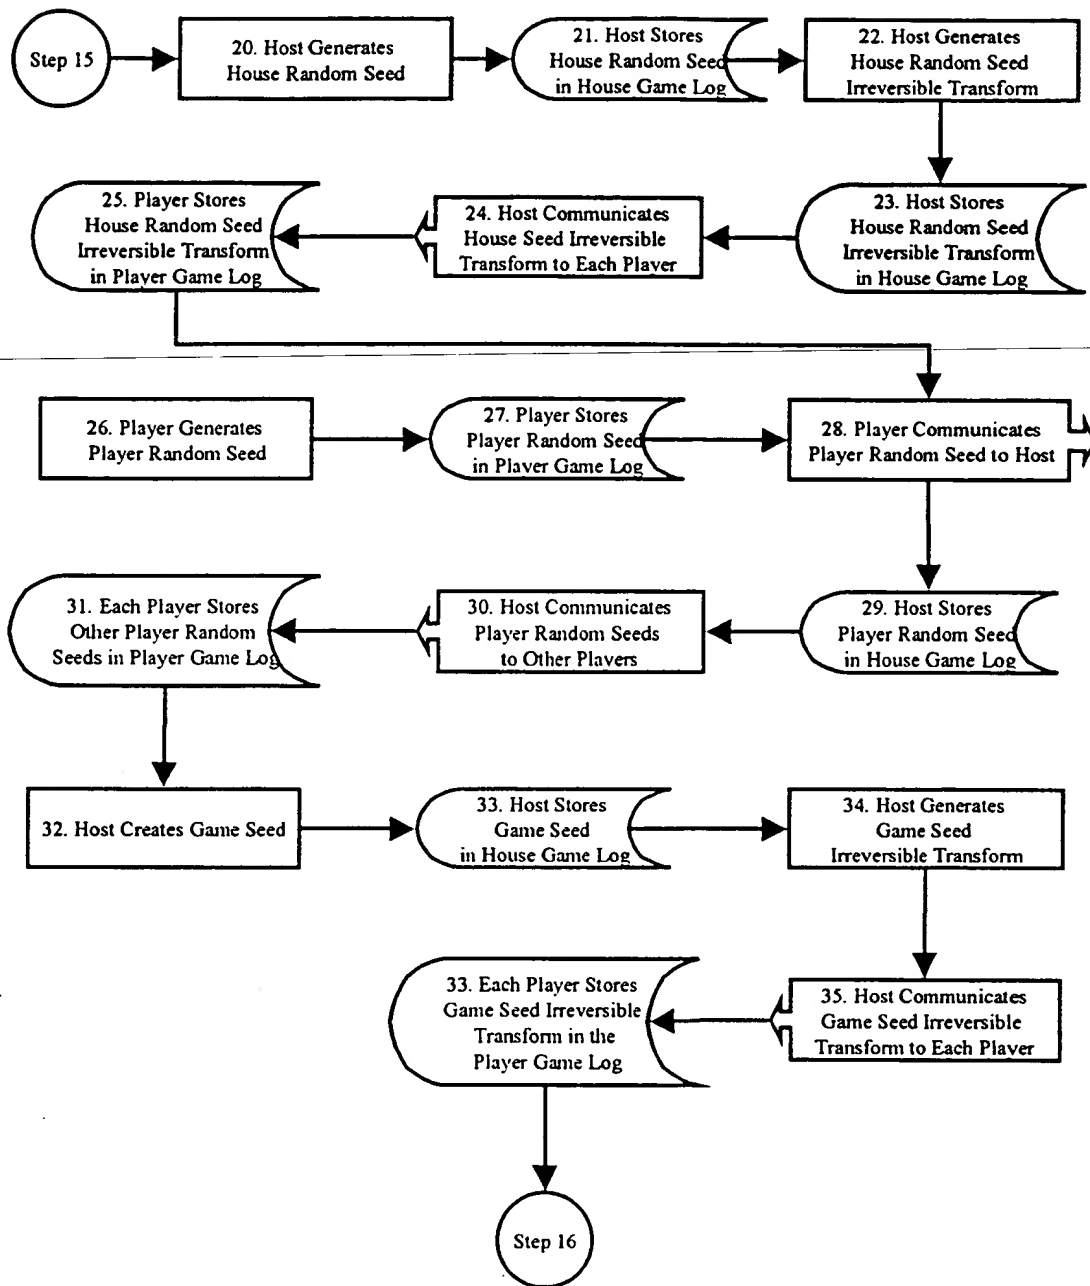 Step 15
20. Host Generates
House Random Seed
21. Host Stores
House Random Seed
in House Game Log
22. Host Generates
House Random Seed
Irreversible Transform
25. Player Stores
House Random Seed
Irreversible Transform
in Player Game Log
24. Host Communicates
House Seed Irreversible
Transform to Each Player
23. Host Stores
House Random Seed
Irreversible Transform
in House Game Log
26. Player Generates
Player Random Seed
27. Player Stores
Player Random Seed
in Player Game Log
28. Player Communicates
Player Random Seed to Host
31. Each Player Stores
Other Player Random
Seeds in Player Game Log
30. Host Communicates
Player Random Seeds
to Other Players
29. Host Stores
Player Random Seed
in House Game Log
32. Host Creates Game Seed
33. Host Stores
Game Seed
in House Game Log
34. Host Generates
Game Seed
Irreversible Transform
33. Each Player Stores
Game Seed Irreversible
Transform in the
Player Game Log
35. Host Communicates
Game Seed Irreversible
Transform to Each Player
Step 16